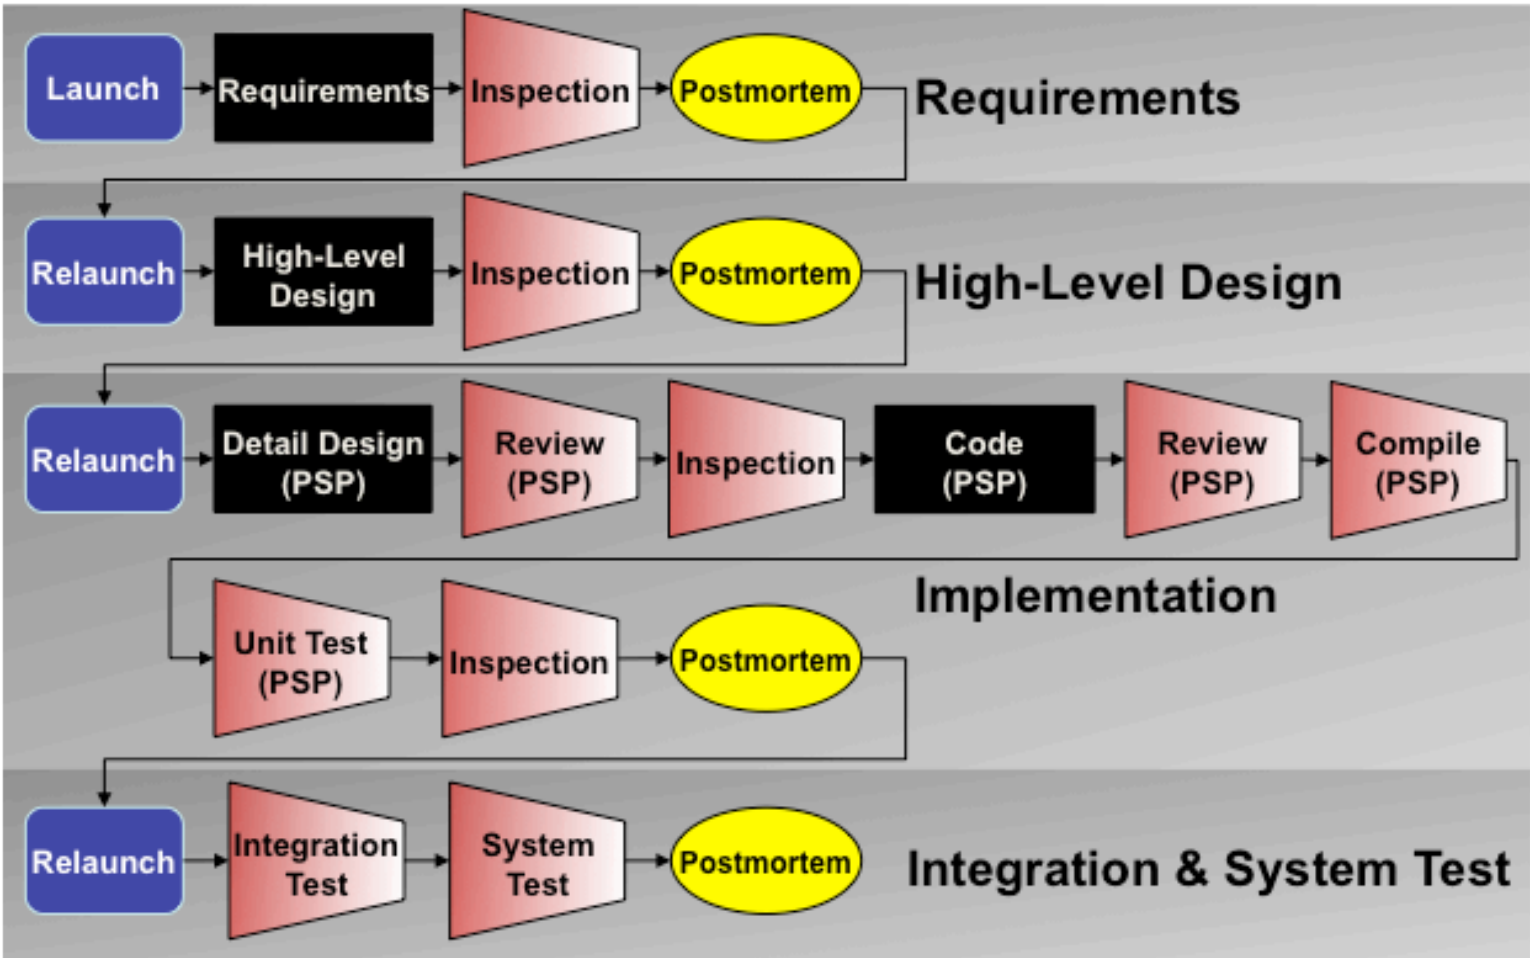 Launch
Requirements
Inspection
Postmortem
Requirements
Relaunch
High-Level
Design
Inspection
Postmortem
High-Level Design
Relaunch
Detail Design
(PSP)
Review
(PSP)
Inspection
Code
(PSP)
Review
(PSP)
Compile
(PSP)
Implementation
Unit Test
(PSP)
Inspection
Postmortem
Relaunch
Integration
Test
System
Test
Postmortem
Integration & System Test